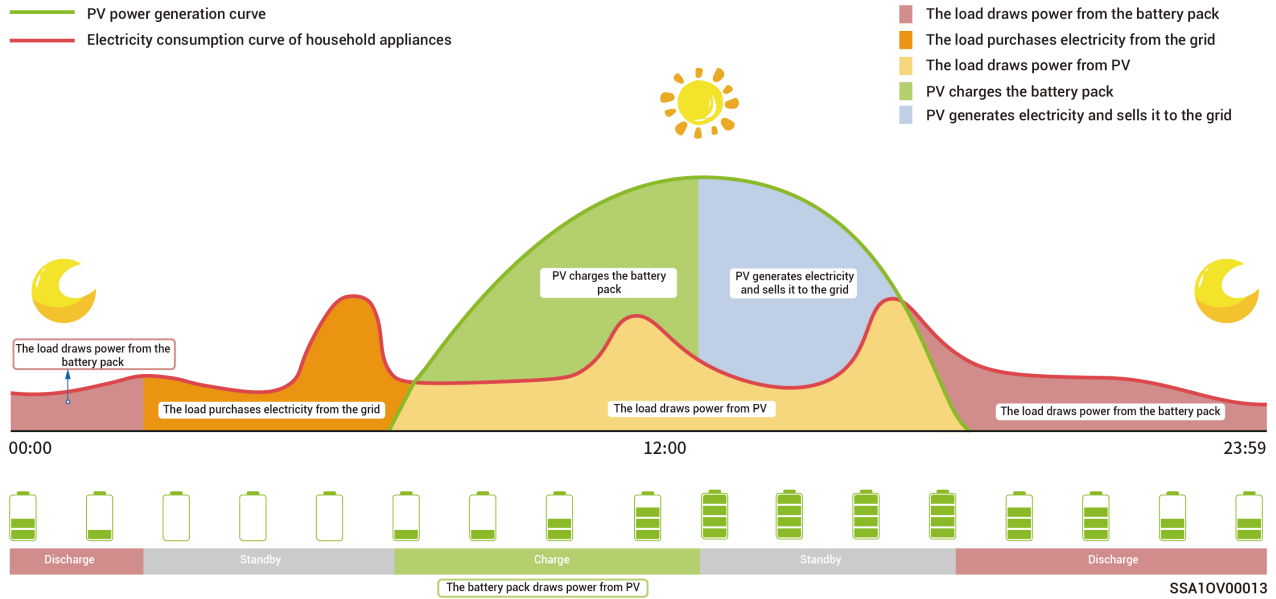 PV power generation curve
Electricity consumption curve of household appliances
The load draws power from the battery pack
The load purchases electricity from the grid
The load draws power from PV
PV charges the battery pack
PV generates electricity and sells it to the grid
PV charges the battery
pack
PV generates electricity
and sells it to the grid
The load draws power from the
battery pack
The load purchases electricity from the grid
The load draws power from PV
The load draws power from the battery pack
00:00
12:00
23:59
Discharge
Standby
Charge
Standby
Discharge
The battery pack draws power from PV
SSA1OV00013